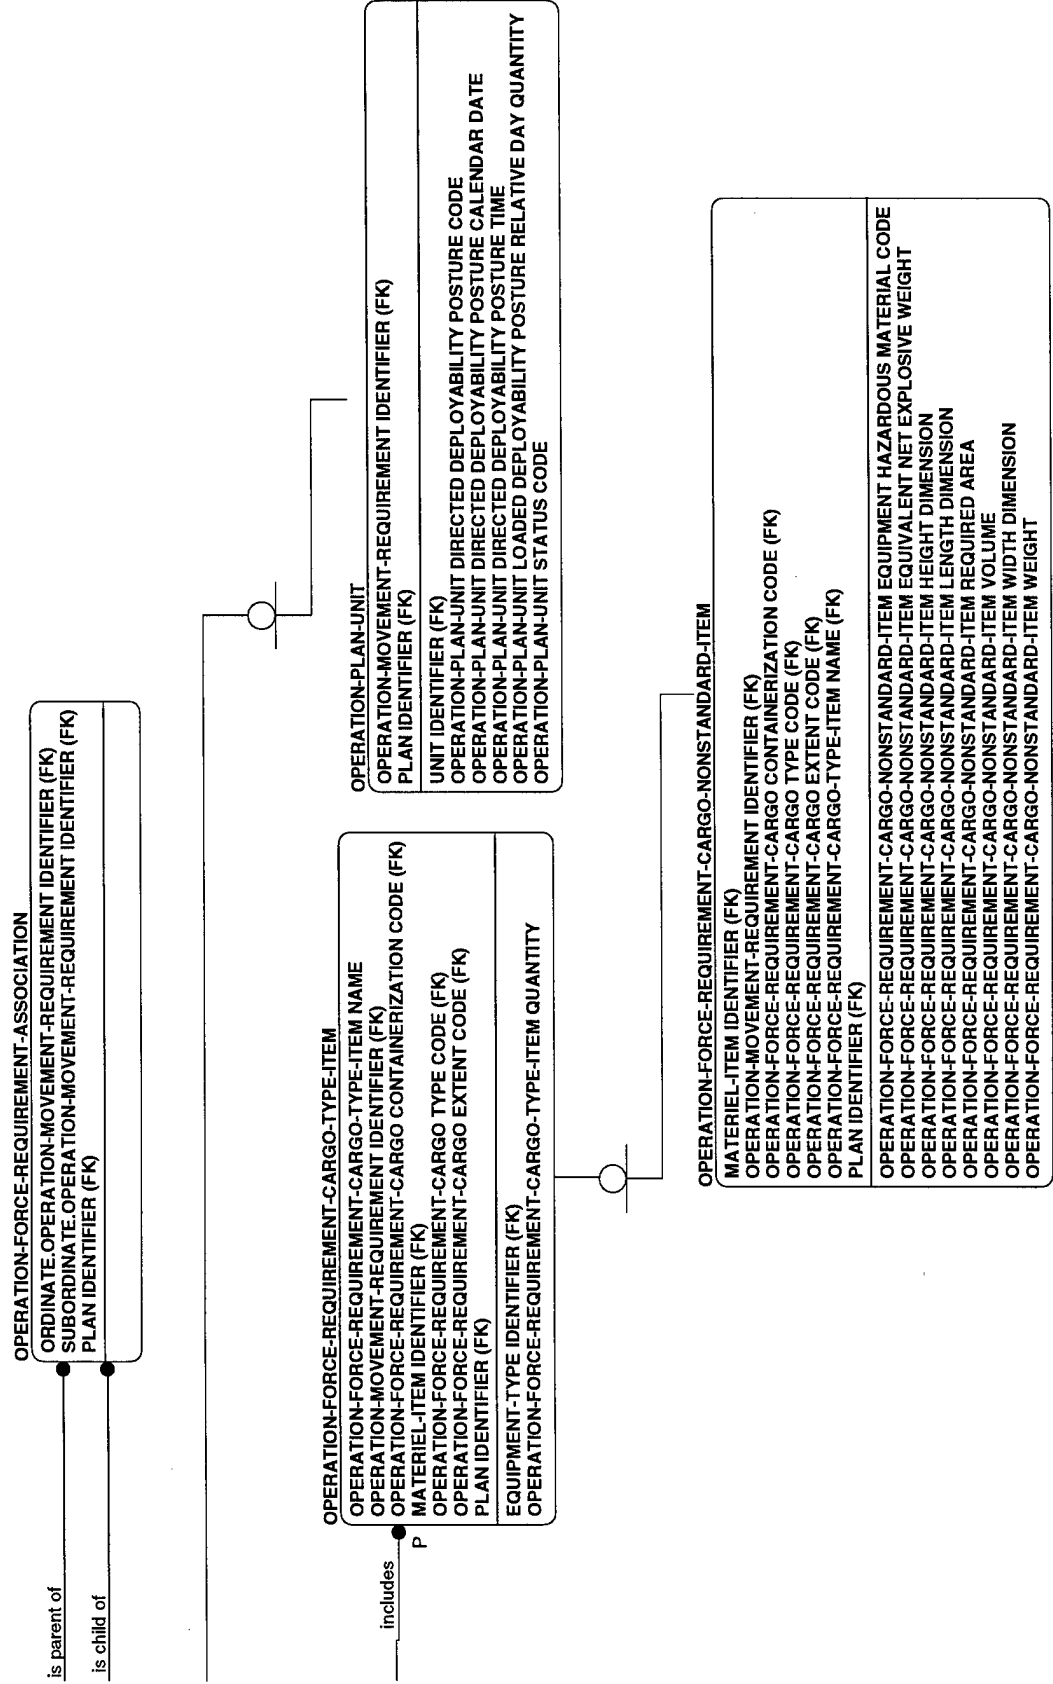 OPERATION-FORCE-REQUIREMENT-ASSOCIATION
ORDINATE.OPERATION-MOVEMENT-REQUIREMENT IDENTIFIER (FK)
SUBORDINATE.OPERATION-MOVEMENT-REQUIREMENT IDENTIFIER (FK)
PLAN IDENTIFIER (FK)
is parent of
is child of
OPERATION-FORCE-REQUIREMENT-CARGO-TYPE-ITEM
OPERATION-FORCE-REQUIREMENT-CARGO-TYPE-ITEM NAME
OPERATION-MOVEMENT-REQUIREMENT IDENTIFIER (FK)
OPERATION-FORCE-REQUIREMENT-CARGO CONTAINERIZATION CODE (FK)
MATERIEL-ITEM IDENTIFIER (FK)
OPERATION-FORCE-REQUIREMENT-CARGO TYPE CODE (FK)
OPERATION-FORCE-REQUIREMENT-CARGO EXTENT CODE (FK)
PLAN IDENTIFIER (FK)
EQUIPMENT-TYPE IDENTIFIER (FK)
OPERATION-FORCE-REQUIREMENT-CARGO-TYPE-ITEM QUANTITY
includes
P
OPERATION-PLAN-UNIT
OPERATION-MOVEMENT-REQUIREMENT IDENTIFIER (FK)
PLAN IDENTIFIER (FK)
UNIT IDENTIFIER (FK)
OPERATION-PLAN-UNIT DIRECTED DEPLOYABILITY POSTURE CODE
OPERATION-PLAN-UNIT DIRECTED DEPLOYABILITY POSTURE CALENDAR DATE
OPERATION-PLAN-UNIT DIRECTED DEPLOYABILITY POSTURE TIME
OPERATION-PLAN-UNIT LOADED DEPLOYABILITY POSTURE RELATIVE DAY QUANTITY
OPERATION-PLAN-UNIT STATUS CODE
OPERATION-FORCE-REQUIREMENT-CARGO-NONSTANDARD-ITEM
MATERIEL-ITEM IDENTIFIER (FK)
OPERATION-MOVEMENT-REQUIREMENT IDENTIFIER (FK)
OPERATION-FORCE-REQUIREMENT-CARGO CONTAINERIZATION CODE (FK)
OPERATION-FORCE-REQUIREMENT-CARGO TYPE CODE (FK)
OPERATION-FORCE-REQUIREMENT-CARGO EXTENT CODE (FK)
OPERATION-FORCE-REQUIREMENT-CARGO-TYPE-ITEM NAME (FK)
PLAN IDENTIFIER (FK)
OPERATION-FORCE-REQUIREMENT-CARGO-NONSTANDARD-ITEM EQUIPMENT HAZARDOUS MATERIAL CODE
OPERATION-FORCE-REQUIREMENT-CARGO-NONSTANDARD-ITEM EQUIVALENT NET EXPLOSIVE WEIGHT
OPERATION-FORCE-REQUIREMENT-CARGO-NONSTANDARD-ITEM HEIGHT DIMENSION
OPERATION-FORCE-REQUIREMENT-CARGO-NONSTANDARD-ITEM LENGTH DIMENSION
OPERATION-FORCE-REQUIREMENT-CARGO-NONSTANDARD-ITEM REQUIRED AREA
OPERATION-FORCE-REQUIREMENT-CARGO-NONSTANDARD-ITEM VOLUME
OPERATION-FORCE-REQUIREMENT-CARGO-NONSTANDARD-ITEM WIDTH DIMENSION
OPERATION-FORCE-REQUIREMENT-CARGO-NONSTANDARD-ITEM WEIGHT